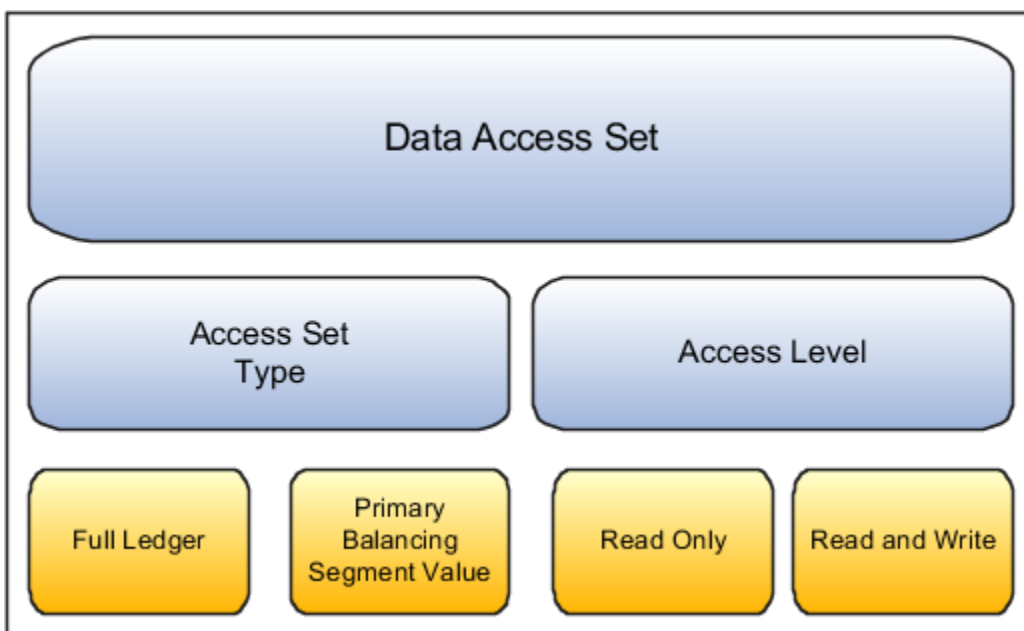 Data Access Set
Access Set
Type
Access Level
Full Ledger
Primary
Balancing
Segment Value
Read Only
Read and Write